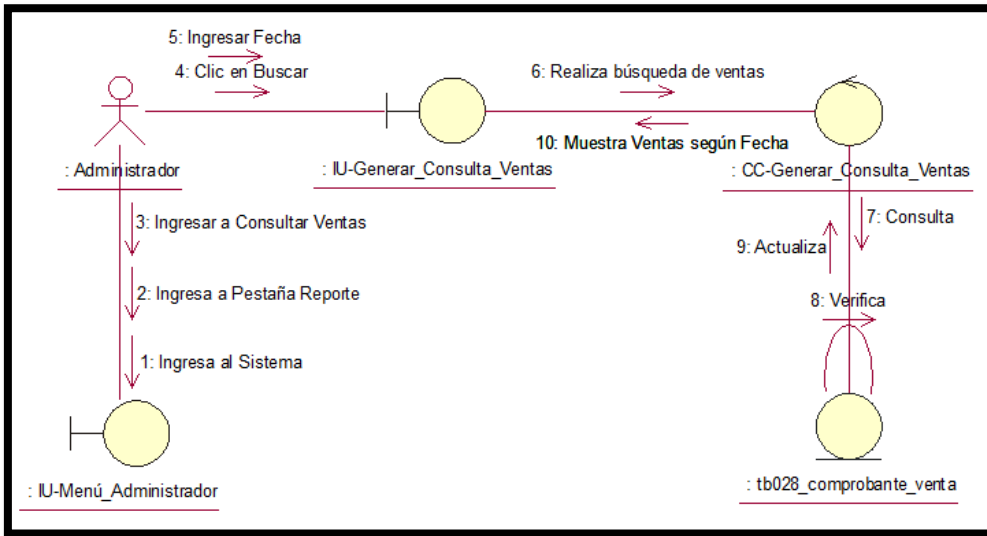 5: Ingresar Fecha
4: Clic en Buscar
6: Realiza búsqueda de ventas
10: Muestra Ventas según Fecha
: Administrador
: IU-Generar_Consulta_Ventas
: CC-Generar_Consulta_Ventas
3: Ingresar a Consultar Ventas
7: Consulta
9: Actualiza
2: Ingresa a Pestaña Reporte
8: Verifica
1: Ingresa al Sistema
: IU-Menú_Administrador
: tb028_comprobante_venta